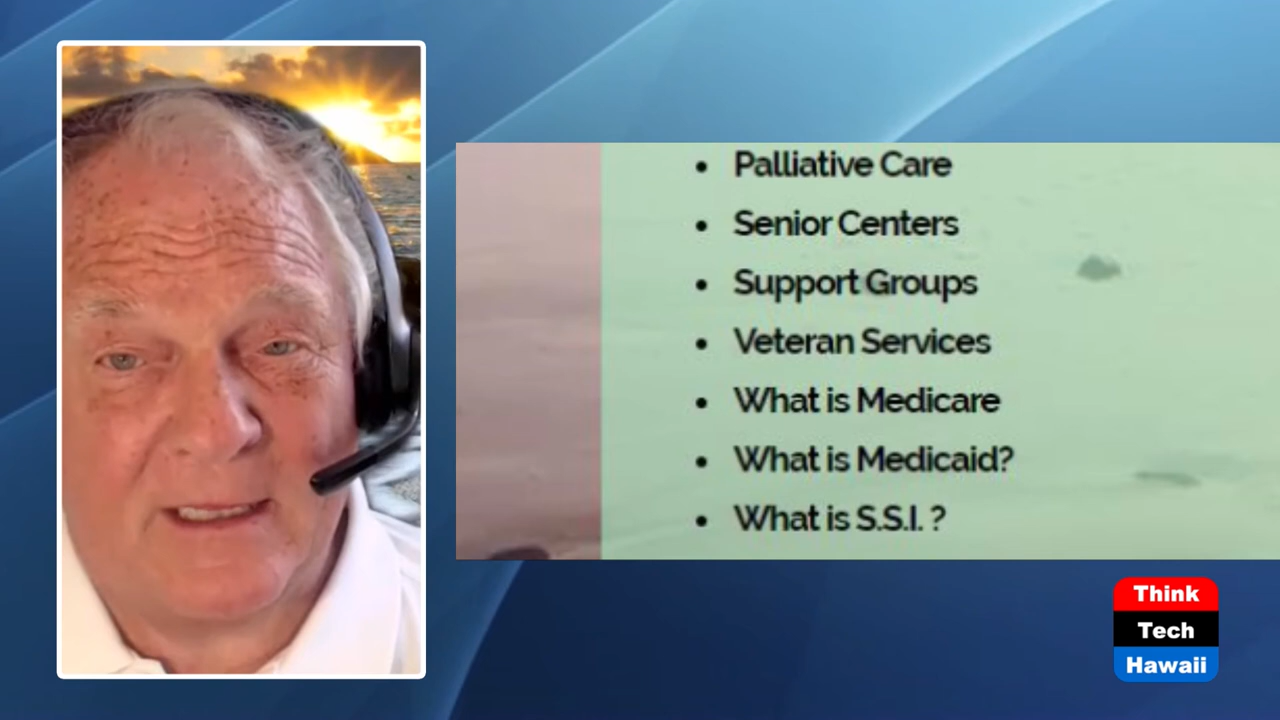 Palliative Care
Senior Centers
Support Groups
Veteran Services
What is Medicare
What is Medicaid?
What is S.S.I. ?
Think
Tech
Hawaii